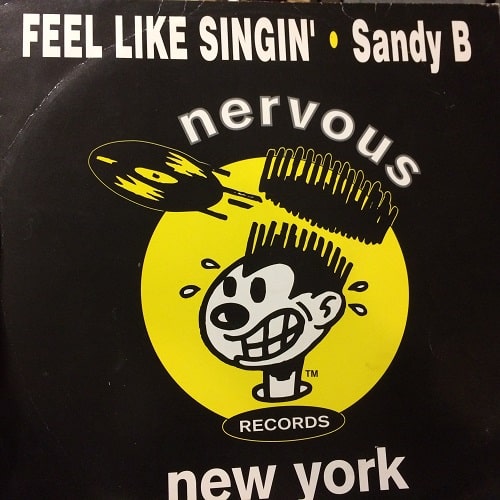 FEEL LIKE SINGIN' • Sandy B
nervous
TM
RECORDS
new york